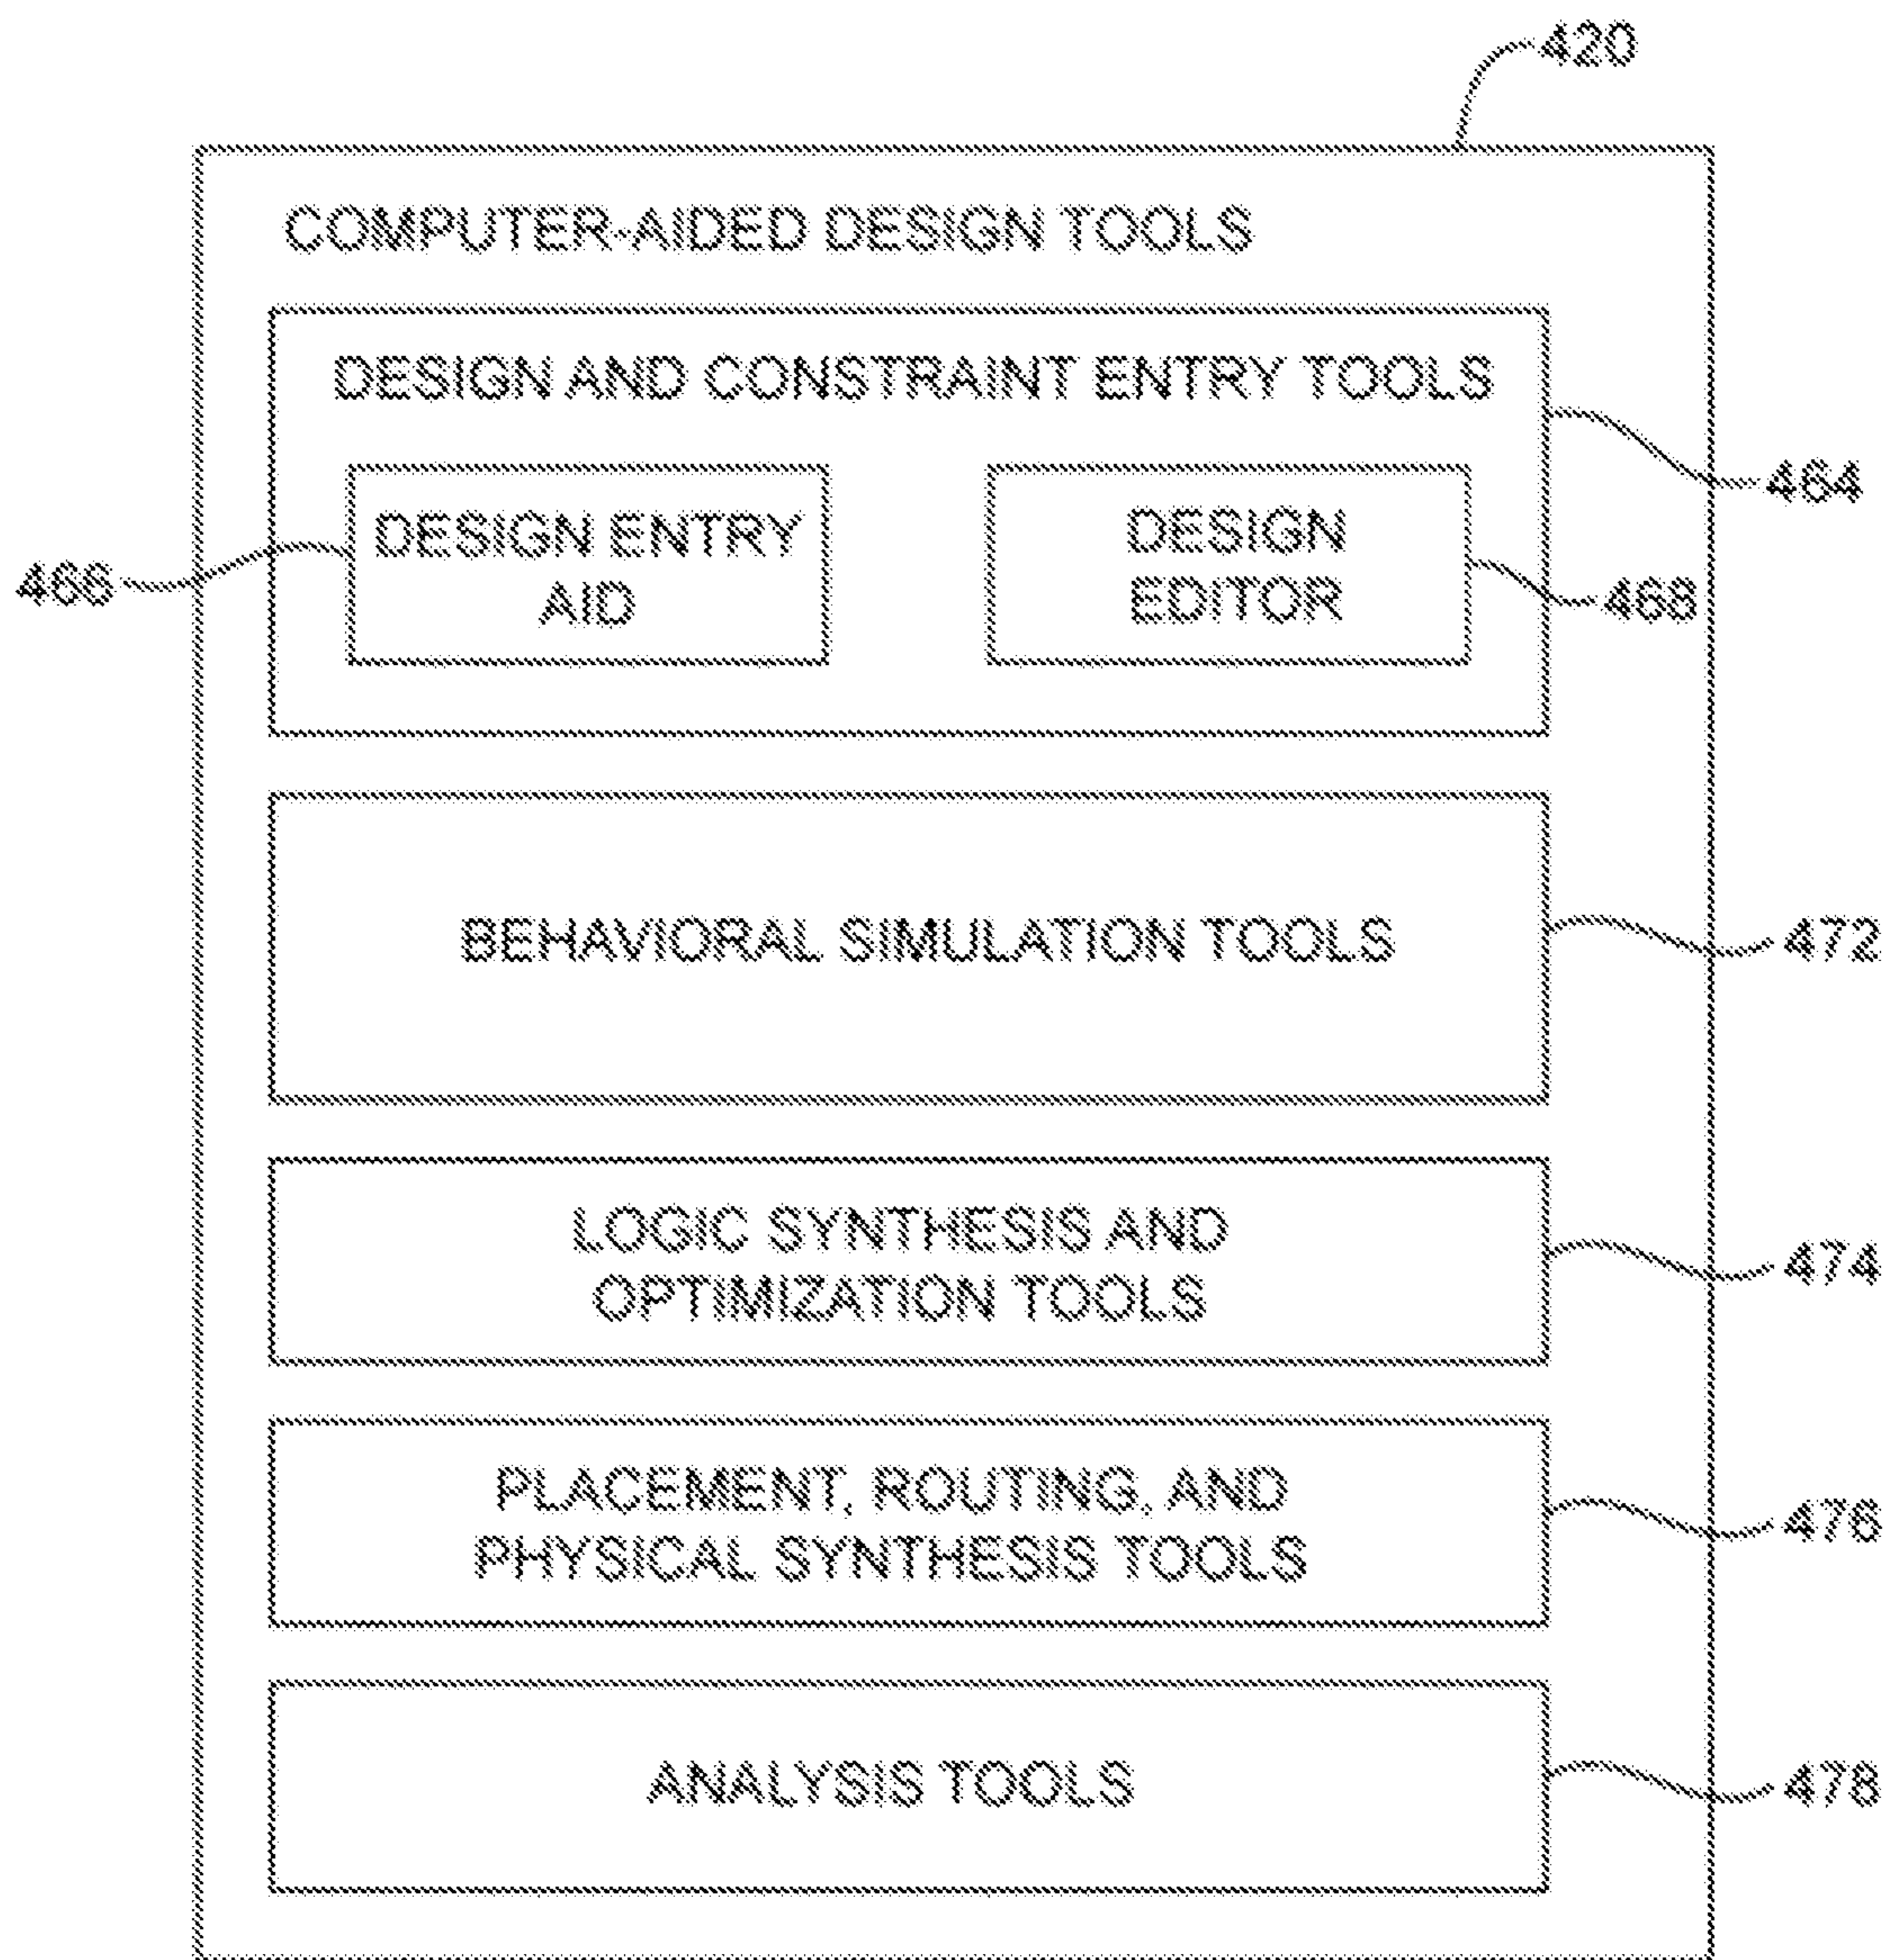 420
COMPUTER-AIDED DESIGN TOOLS
DESIGN AND CONSTRAINT ENTRY TOOLS
464
DESIGN ENTRY
AID
466
DESIGN
EDITOR
468
BEHAVIORAL SIMULATION TOOLS
472
LOGIC SYNTHESIS AND
OPTIMIZATION TOOLS
474
PLACEMENT, ROUTING, AND
PHYSICAL SYNTHESIS TOOLS
476
ANALYSIS TOOLS
478